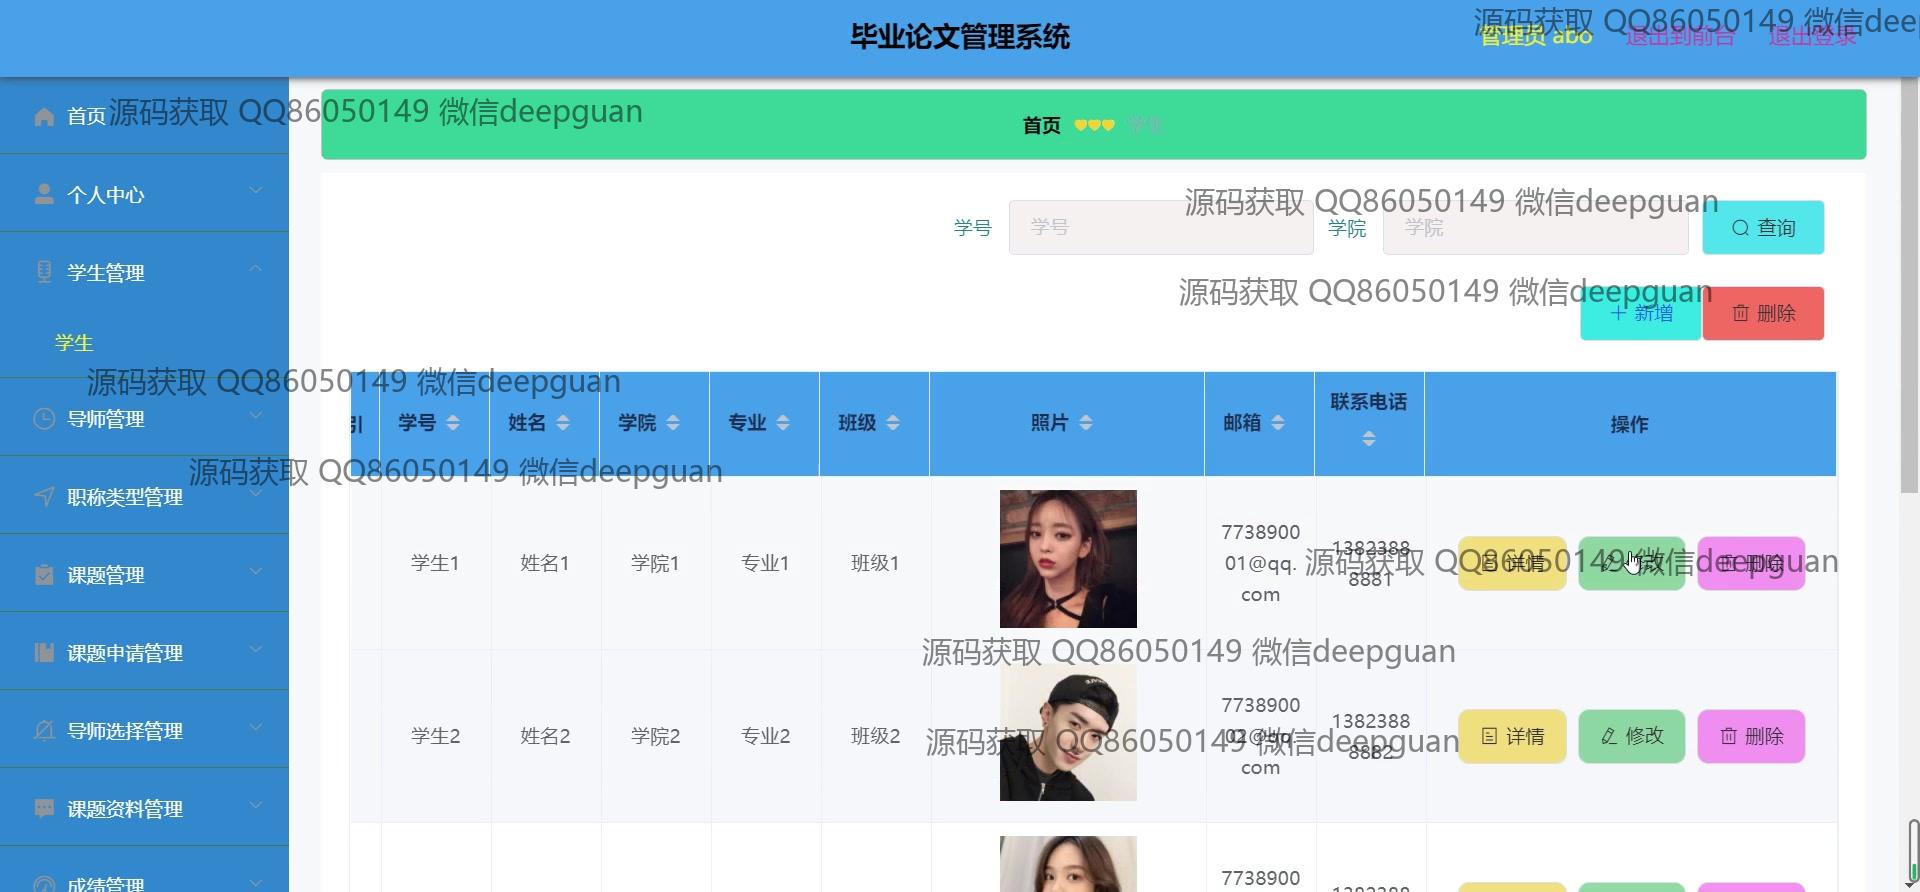 毕业论文管理系统
管理员 abo 退出到前台 退出登录
源码获取 QQ86050149 微信dee
首页
源码获取 QQ86050149 微信deepguan
首页 学生
个人中心
学生管理
学生
导师管理
职称类型管理
课题管理
课题申请管理
导师选择管理
课题资料管理
成绩管理
源码获取 QQ86050149 微信deepguan
学号 学号 学院 学院 查询
源码获取 QQ86050149 微信deepguan
新增 删除
源码获取 QQ86050149 微信deepguan
引 学号 姓名 学院 专业 班级 照片 邮箱 联系电话 操作
源码获取 QQ86050149 微信deepguan
学生1 姓名1 学院1 专业1 班级1 773890001@qq.com 13823888881 详情 修改 删除
源码获取 QQ86050149 微信deepguan
源码获取 QQ86050149 微信deepguan
学生2 姓名2 学院2 专业2 班级2 773890002@qq.com 13823888882 详情 修改 删除
源码获取 QQ86050149 微信deepguan
7738900